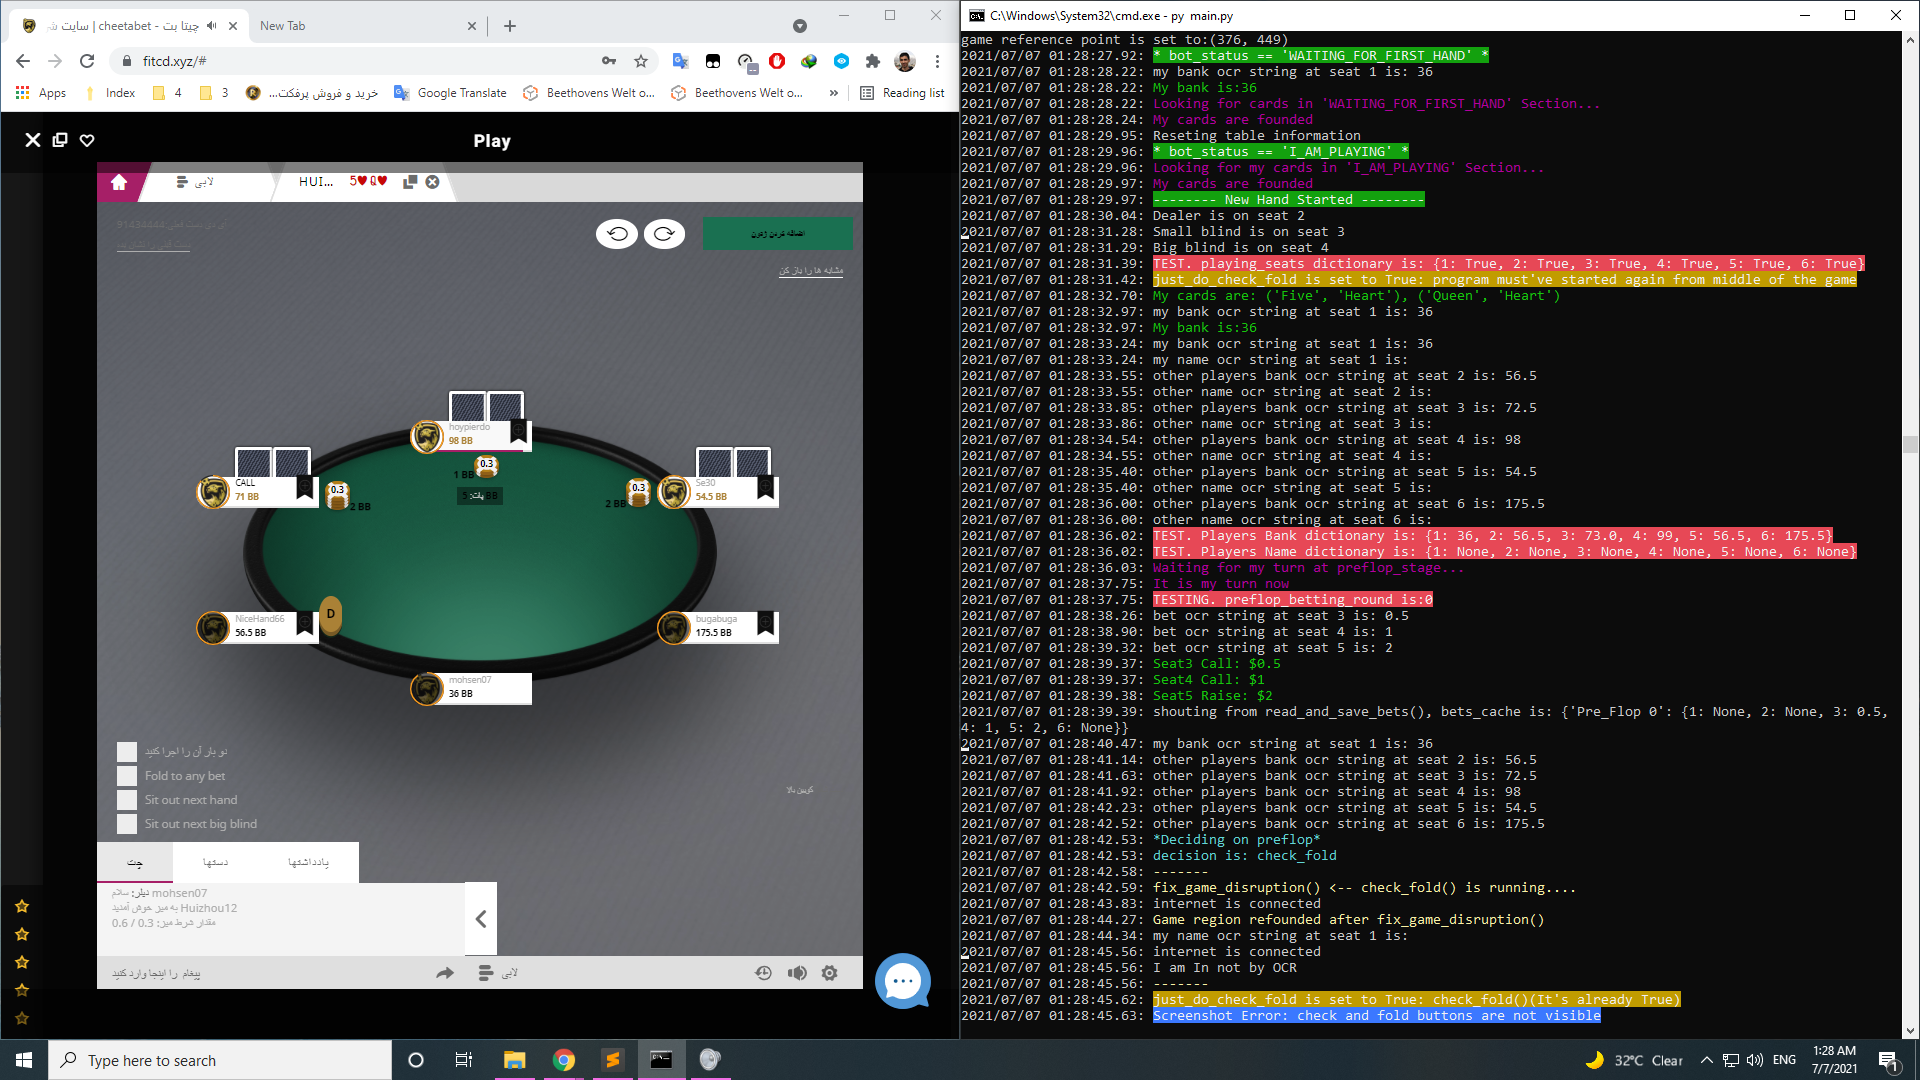 چیتا بت - cheetabet | سایت
New Tab
fitcd.xyz/#
Apps
Index
4
3
خرید و فروش پرفکت...
Google Translate
Beethovens Welt o...
Beethovens Welt o...
»
Reading list
Play
لابی
HUI...
5♥Q♥
91434444
اضافه کردن ژتون
مشابه ها را باز کن
hoypierdo
98 BB
CALL
71 BB
Se30
54.5 BB
0.3
1 BB
0.3
2 BB
0.3
2 BB
پات: 5 BB
NiceHand66
56.5 BB
D
bugabuga
175.5 BB
mohsen07
36 BB
دو بار آن را اجرا کنید
Fold to any bet
Sit out next hand
Sit out next big blind
کوبین بالا
چت
دستها
یادداشتها
دیلر: سلام mohsen07
به میز خوش آمدید Huizhou12
مقدار شرط میز: 0.3 / 0.6
پیغام را اینجا وارد کنید
لابی
C:\Windows\System32\cmd.exe - py main.py
game reference point is set to:(376, 449)
2021/07/07 01:28:27.92: * bot_status == 'WAITING_FOR_FIRST_HAND' *
2021/07/07 01:28:28.22: my bank ocr string at seat 1 is: 36
2021/07/07 01:28:28.22: My bank is:36
2021/07/07 01:28:28.22: Looking for cards in 'WAITING_FOR_FIRST_HAND' Section...
2021/07/07 01:28:28.24: My cards are founded
2021/07/07 01:28:29.95: Reseting table information
2021/07/07 01:28:29.96: * bot_status == 'I_AM_PLAYING' *
2021/07/07 01:28:29.96: Looking for my cards in 'I_AM_PLAYING' Section...
2021/07/07 01:28:29.97: My cards are founded
2021/07/07 01:28:29.97: -------- New Hand Started --------
2021/07/07 01:28:30.04: Dealer is on seat 2
2021/07/07 01:28:31.28: Small blind is on seat 3
2021/07/07 01:28:31.29: Big blind is on seat 4
2021/07/07 01:28:31.39: TEST. playing_seats dictionary is: {1: True, 2: True, 3: True, 4: True, 5: True, 6: True}
2021/07/07 01:28:31.42: just_do_check_fold is set to True: program must've started again from middle of the game
2021/07/07 01:28:32.70: My cards are: ('Five', 'Heart'), ('Queen', 'Heart')
2021/07/07 01:28:32.97: my bank ocr string at seat 1 is: 36
2021/07/07 01:28:32.97: My bank is:36
2021/07/07 01:28:33.24: my bank ocr string at seat 1 is: 36
2021/07/07 01:28:33.24: my name ocr string at seat 1 is:
2021/07/07 01:28:33.55: other players bank ocr string at seat 2 is: 56.5
2021/07/07 01:28:33.55: other name ocr string at seat 2 is:
2021/07/07 01:28:33.85: other players bank ocr string at seat 3 is: 72.5
2021/07/07 01:28:33.86: other name ocr string at seat 3 is:
2021/07/07 01:28:34.54: other players bank ocr string at seat 4 is: 98
2021/07/07 01:28:34.55: other name ocr string at seat 4 is:
2021/07/07 01:28:35.40: other players bank ocr string at seat 5 is: 54.5
2021/07/07 01:28:35.40: other name ocr string at seat 5 is:
2021/07/07 01:28:36.00: other players bank ocr string at seat 6 is: 175.5
2021/07/07 01:28:36.00: other name ocr string at seat 6 is:
2021/07/07 01:28:36.02: TEST. Players Bank dictionary is: {1: 36, 2: 56.5, 3: 73.0, 4: 99, 5: 56.5, 6: 175.5}
2021/07/07 01:28:36.02: TEST. Players Name dictionary is: {1: None, 2: None, 3: None, 4: None, 5: None, 6: None}
2021/07/07 01:28:36.03: Waiting for my turn at preflop_stage...
2021/07/07 01:28:37.75: It is my turn now
2021/07/07 01:28:37.75: TESTING. preflop_betting_round is:0
2021/07/07 01:28:38.26: bet ocr string at seat 3 is: 0.5
2021/07/07 01:28:38.90: bet ocr string at seat 4 is: 1
2021/07/07 01:28:39.32: bet ocr string at seat 5 is: 2
2021/07/07 01:28:39.37: Seat3 Call: $0.5
2021/07/07 01:28:39.37: Seat4 Call: $1
2021/07/07 01:28:39.38: Seat5 Raise: $2
2021/07/07 01:28:39.39: shouting from read_and_save_bets(), bets_cache is: {'Pre_Flop 0': {1: None, 2: None, 3: 0.5,
4: 1, 5: 2, 6: None}}
2021/07/07 01:28:40.47: my bank ocr string at seat 1 is: 36
2021/07/07 01:28:41.14: other players bank ocr string at seat 2 is: 56.5
2021/07/07 01:28:41.63: other players bank ocr string at seat 3 is: 72.5
2021/07/07 01:28:41.92: other players bank ocr string at seat 4 is: 98
2021/07/07 01:28:42.23: other players bank ocr string at seat 5 is: 54.5
2021/07/07 01:28:42.52: other players bank ocr string at seat 6 is: 175.5
2021/07/07 01:28:42.53: *Deciding on preflop*
2021/07/07 01:28:42.53: decision is: check_fold
2021/07/07 01:28:42.58: -------
2021/07/07 01:28:42.59: fix_game_disruption() <-- check_fold() is running....
2021/07/07 01:28:43.83: internet is connected
2021/07/07 01:28:44.27: Game region refounded after fix_game_disruption()
2021/07/07 01:28:44.34: my name ocr string at seat 1 is:
2021/07/07 01:28:45.56: internet is connected
2021/07/07 01:28:45.56: I am In not by OCR
2021/07/07 01:28:45.56: -------
2021/07/07 01:28:45.62: just_do_check_fold is set to True: check_fold()(It's already True)
2021/07/07 01:28:45.63: Screenshot Error: check and fold buttons are not visible
Type here to search
32°C Clear
ENG
1:28 AM
7/7/2021
1